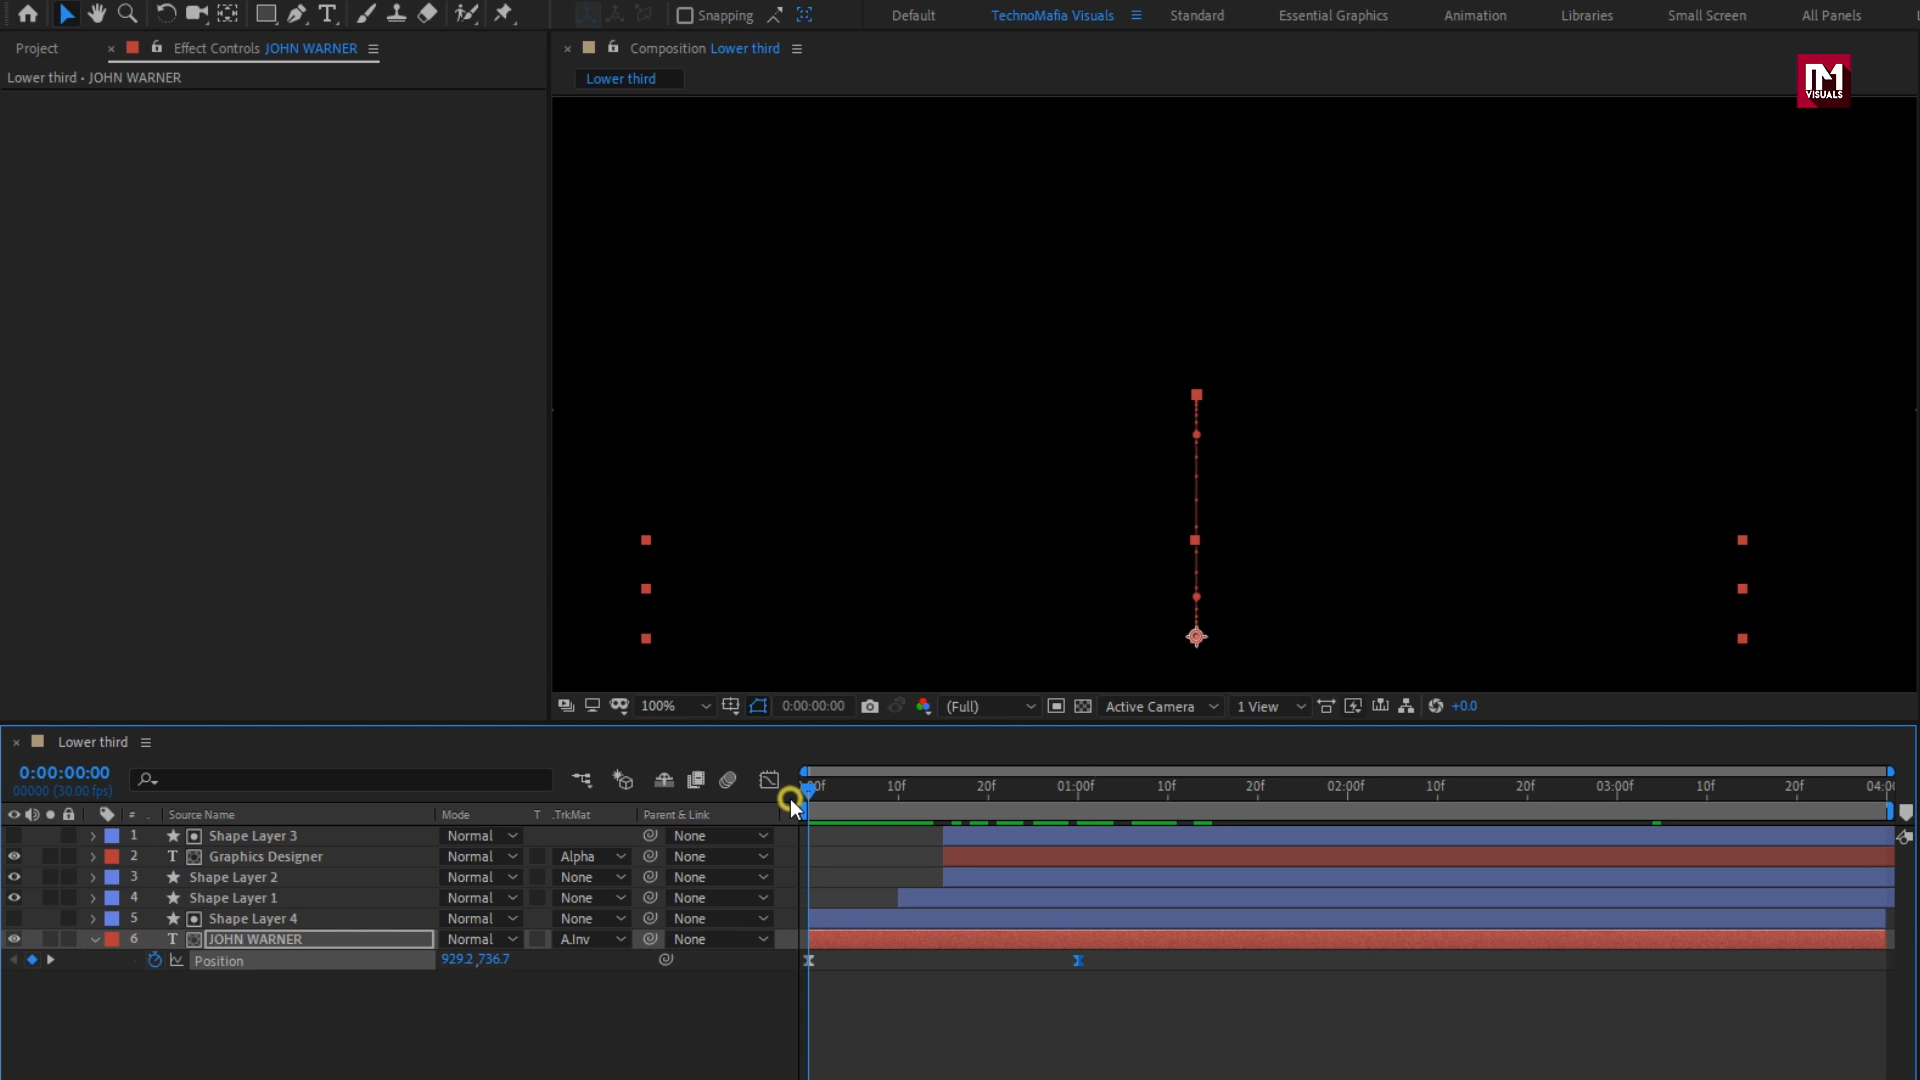 Snapping
Default
TechnoMafia Visuals
Standard
Essential Graphics
Animation
Libraries
Small Screen
All Panels
Project
Effect Controls JOHN WARNER
Composition Lower third
Lower third • JOHN WARNER
Lower third
VISUALS
100%
0:00:00:00
(Full)
Active Camera
1 View
+0.0
Lower third
0:00:00:00
00000 (30.00 fps)
10f
20f
01:00f
10f
20f
02:00f
10f
20f
03:00f
10f
20f
# Source Name Mode T .TrkMat Parent & Link
1 Shape Layer 3 Normal None
2 T Graphics Designer Normal Alpha None
3 Shape Layer 2 Normal None None
4 Shape Layer 1 Normal None None
5 Shape Layer 4 Normal None None
6 T JOHN WARNER Normal A.Inv None
Position 929.2,736.7